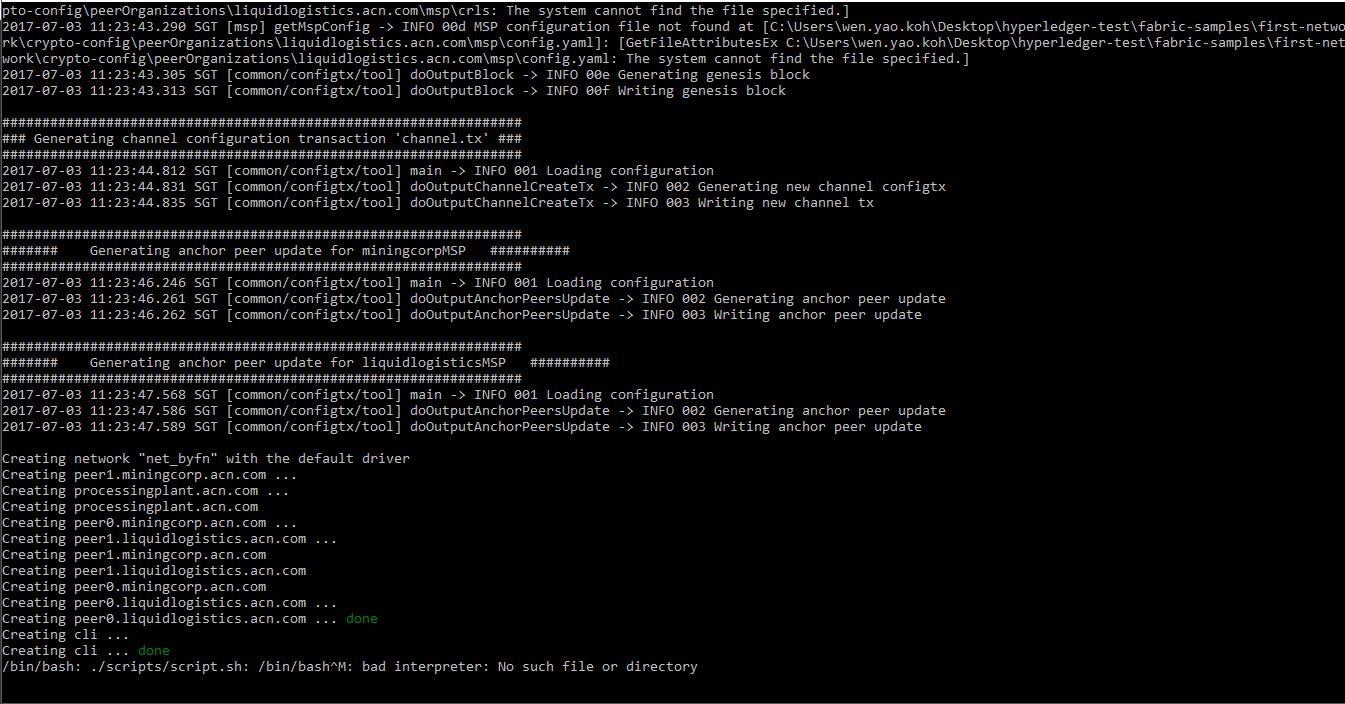 pto-config\peerOrganizations\liquidlogistics.acn.com\msp\crls: The system cannot find the file specified.]
2017-07-03 11:23:43.290 SGT [msp] getMspConfig -> INFO 00d MSP configuration file not found at [C:\Users\wen.yao.koh\Desktop\hyperledger-test\fabric-samples\first-netwo
rk\crypto-config\peerOrganizations\liquidlogistics.acn.com\msp\config.yaml]: [GetFileAttributesEx C:\Users\wen.yao.koh\Desktop\hyperledger-test\fabric-samples\first-net
work\crypto-config\peerOrganizations\liquidlogistics.acn.com\msp\config.yaml: The system cannot find the file specified.]
2017-07-03 11:23:43.305 SGT [common/configtx/tool] doOutputBlock -> INFO 00e Generating genesis block
2017-07-03 11:23:43.313 SGT [common/configtx/tool] doOutputBlock -> INFO 00f Writing genesis block
#################################################################
### Generating channel configuration transaction 'channel.tx' ###
#################################################################
2017-07-03 11:23:44.812 SGT [common/configtx/tool] main -> INFO 001 Loading configuration
2017-07-03 11:23:44.831 SGT [common/configtx/tool] doOutputChannelCreateTx -> INFO 002 Generating new channel configtx
2017-07-03 11:23:44.835 SGT [common/configtx/tool] doOutputChannelCreateTx -> INFO 003 Writing new channel tx
#################################################################
#######    Generating anchor peer update for miningcorpMSP   ##########
#################################################################
2017-07-03 11:23:46.246 SGT [common/configtx/tool] main -> INFO 001 Loading configuration
2017-07-03 11:23:46.261 SGT [common/configtx/tool] doOutputAnchorPeersUpdate -> INFO 002 Generating anchor peer update
2017-07-03 11:23:46.262 SGT [common/configtx/tool] doOutputAnchorPeersUpdate -> INFO 003 Writing anchor peer update
#################################################################
#######    Generating anchor peer update for liquidlogisticsMSP   ##########
#################################################################
2017-07-03 11:23:47.568 SGT [common/configtx/tool] main -> INFO 001 Loading configuration
2017-07-03 11:23:47.586 SGT [common/configtx/tool] doOutputAnchorPeersUpdate -> INFO 002 Generating anchor peer update
2017-07-03 11:23:47.589 SGT [common/configtx/tool] doOutputAnchorPeersUpdate -> INFO 003 Writing anchor peer update
Creating network "net_byfn" with the default driver
Creating peer1.miningcorp.acn.com ...
Creating processingplant.acn.com ...
Creating processingplant.acn.com
Creating peer0.miningcorp.acn.com ...
Creating peer1.liquidlogistics.acn.com ...
Creating peer1.miningcorp.acn.com
Creating peer1.liquidlogistics.acn.com
Creating peer0.miningcorp.acn.com
Creating peer0.liquidlogistics.acn.com ...
Creating peer0.liquidlogistics.acn.com ... done
Creating cli ...
Creating cli ... done
/bin/bash: ./scripts/script.sh: /bin/bash^M: bad interpreter: No such file or directory